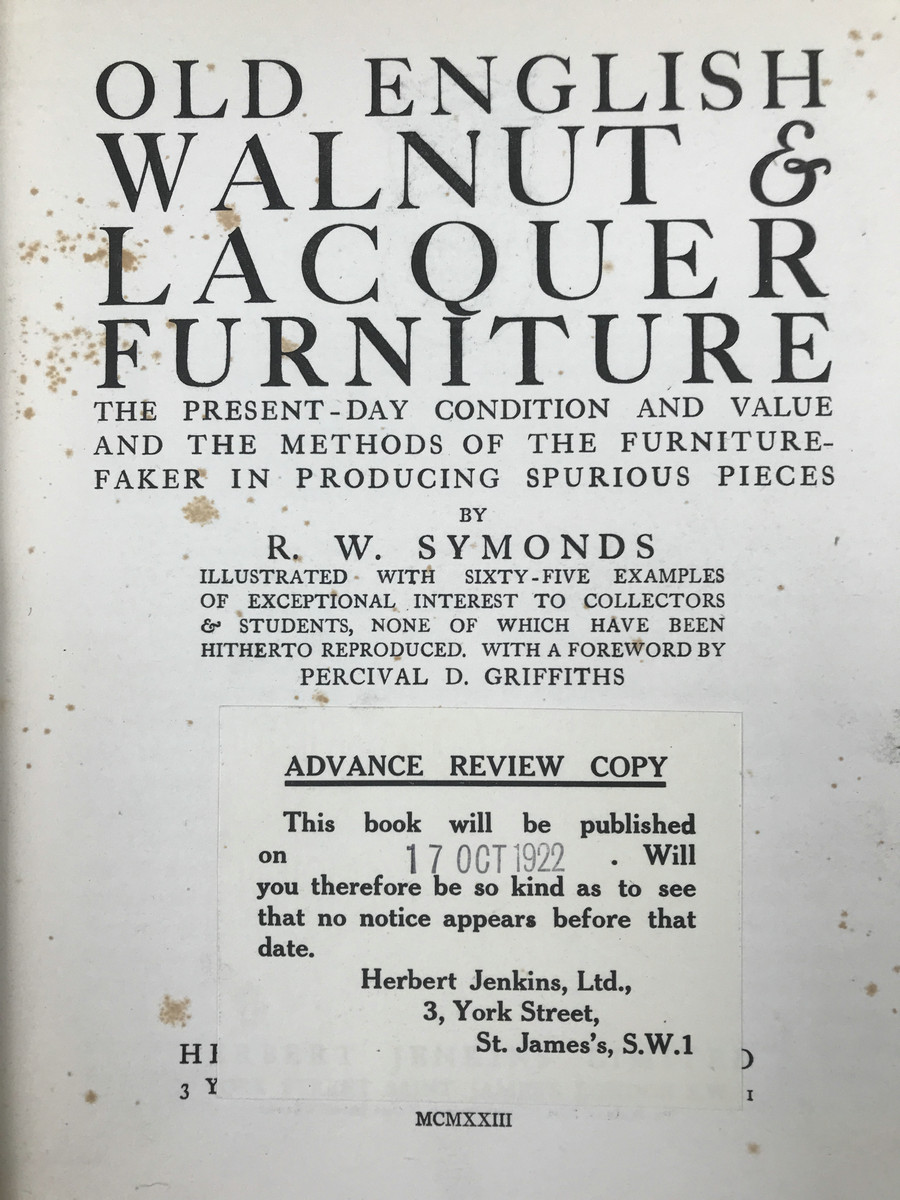 OLD ENGLISH
WALNUT &
LACQUER
FURNITURE
THE PRESENT-DAY CONDITION AND VALUE
AND THE METHODS OF THE FURNITURE-
FAKER IN PRODUCING SPURIOUS PIECES
BY
R. W. SYMONDS
ILLUSTRATED WITH SIXTY-FIVE EXAMPLES
OF EXCEPTIONAL INTEREST TO COLLECTORS
& STUDENTS, NONE OF WHICH HAVE BEEN
HITHERTO REPRODUCED. WITH A FOREWORD BY
PERCIVAL D. GRIFFITHS
ADVANCE REVIEW COPY
This book will be published
on 17 OCT 1922 . Will
you therefore be so kind as to see
that no notice appears before that
date.
Herbert Jenkins, Ltd.,
3, York Street,
St. James's, S.W.1
3 Y
MCMXXIII